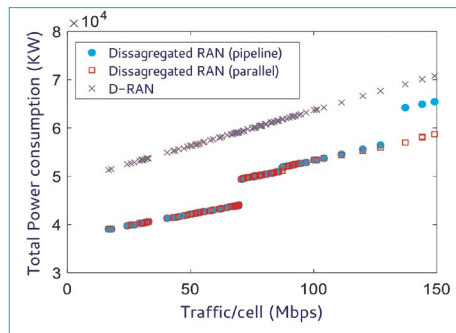 × 10⁴
8
7
6
5
4
3
0
50
100
150
Total Power consumption (KW)
Traffic/cell (Mbps)
Dissagregated RAN (pipeline)
Dissagregated RAN (parallel)
D-RAN